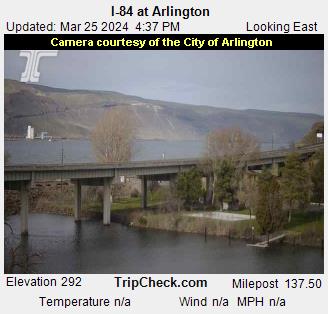 I-84 at Arlington
Updated: Mar 25 2024 4:37 PM Looking East
Camera courtesy of the City of Arlington
Elevation 292 TripCheck.com Milepost 137.50
Temperature n/a Wind n/a MPH n/a